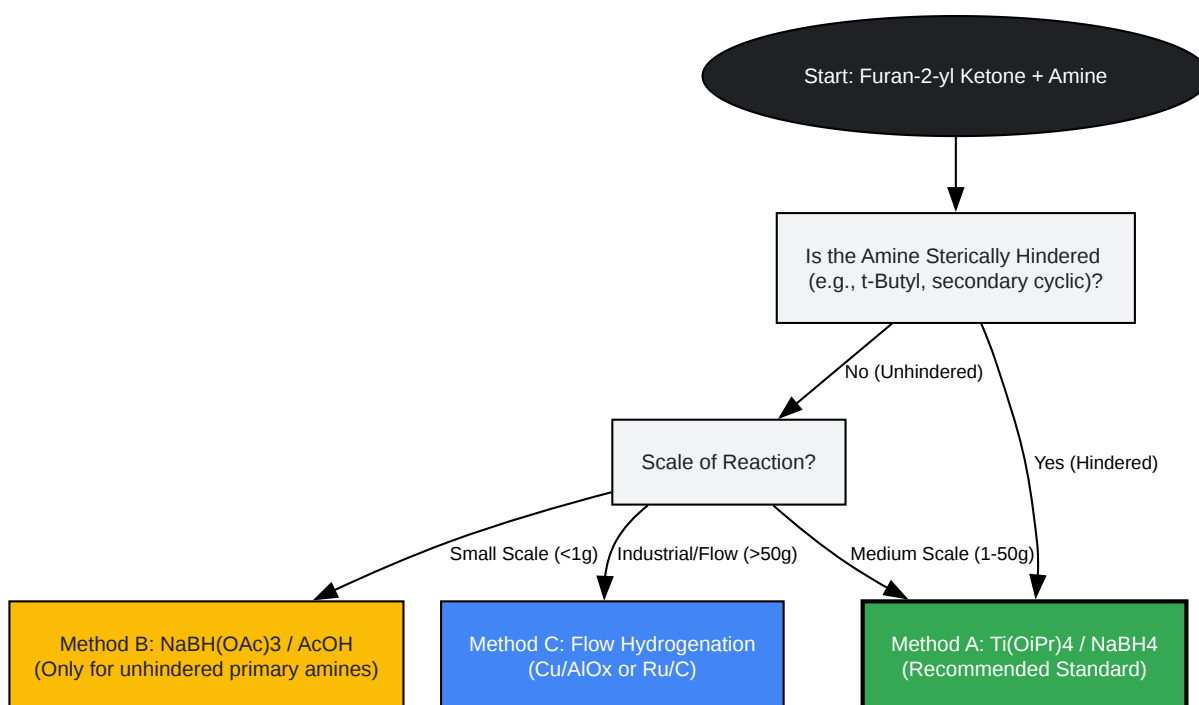 Start: Furan-2-yl Ketone + Amine
Is the Amine Sterically Hindered
(e.g., t-Butyl, secondary cyclic)?
No (Unhindered)
Scale of Reaction?
Yes (Hindered)
Small Scale (<1g)
Industrial/Flow (>50g)
Medium Scale (1-50g)
Method B: NaBH(OAc)3 / AcOH
(Only for unhindered primary amines)
Method C: Flow Hydrogenation
(Cu/AlOx or Ru/C)
Method A: Ti(OiPr)4 / NaBH4
(Recommended Standard)